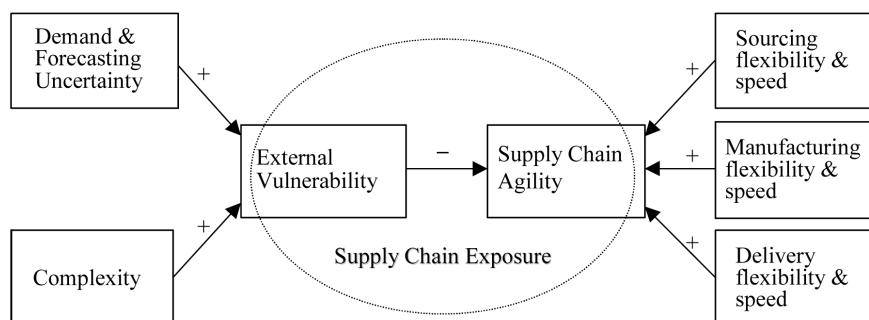 Demand &
Forecasting
Uncertainty
+
External
Vulnerability
+
Complexity
−
Supply Chain
Agility
Supply Chain Exposure
+
Sourcing
flexibility &
speed
+
Manufacturing
flexibility &
speed
+
Delivery
flexibility &
speed